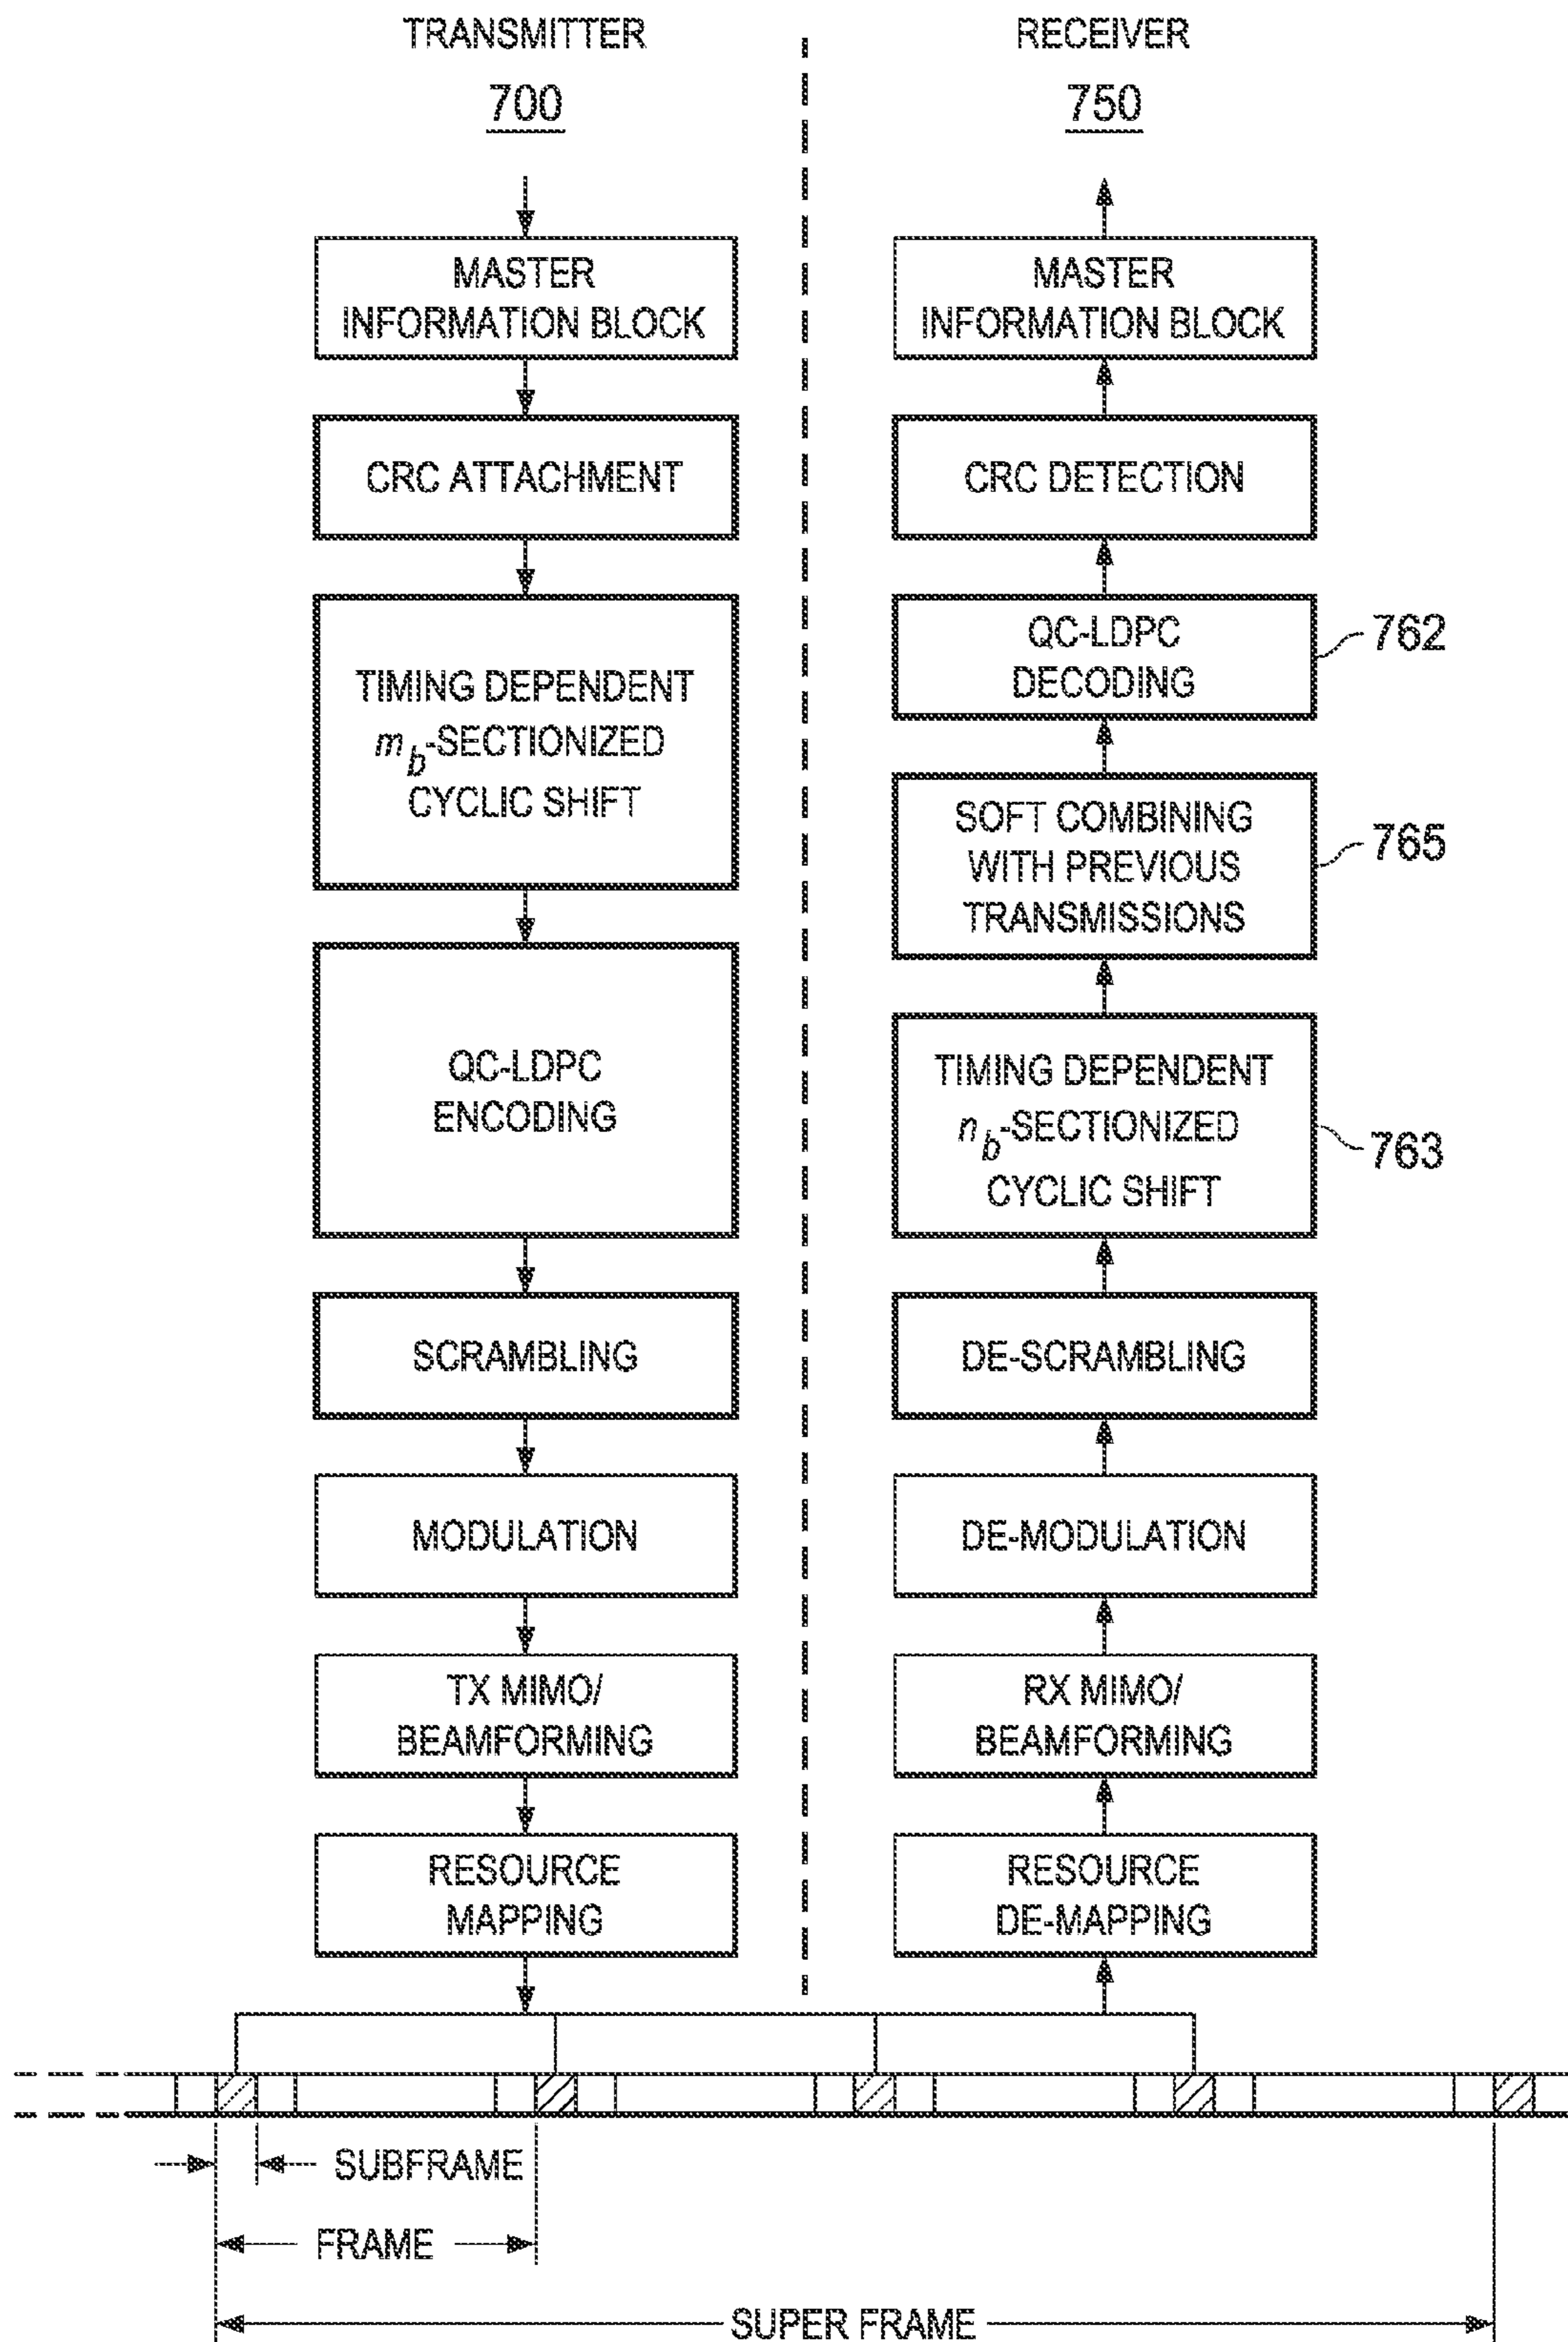 TRANSMITTER
700
MASTER
INFORMATION BLOCK
CRC ATTACHMENT
TIMING DEPENDENT
m_b-SECTIONIZED
CYCLIC SHIFT
QC-LDPC
ENCODING
SCRAMBLING
MODULATION
TX MIMO/
BEAMFORMING
RESOURCE
MAPPING
RECEIVER
750
MASTER
INFORMATION BLOCK
CRC DETECTION
QC-LDPC
DECODING
762
SOFT COMBINING
WITH PREVIOUS
TRANSMISSIONS
765
TIMING DEPENDENT
n_b-SECTIONIZED
CYCLIC SHIFT
763
DE-SCRAMBLING
DE-MODULATION
RX MIMO/
BEAMFORMING
RESOURCE
DE-MAPPING
SUBFRAME
FRAME
SUPER FRAME